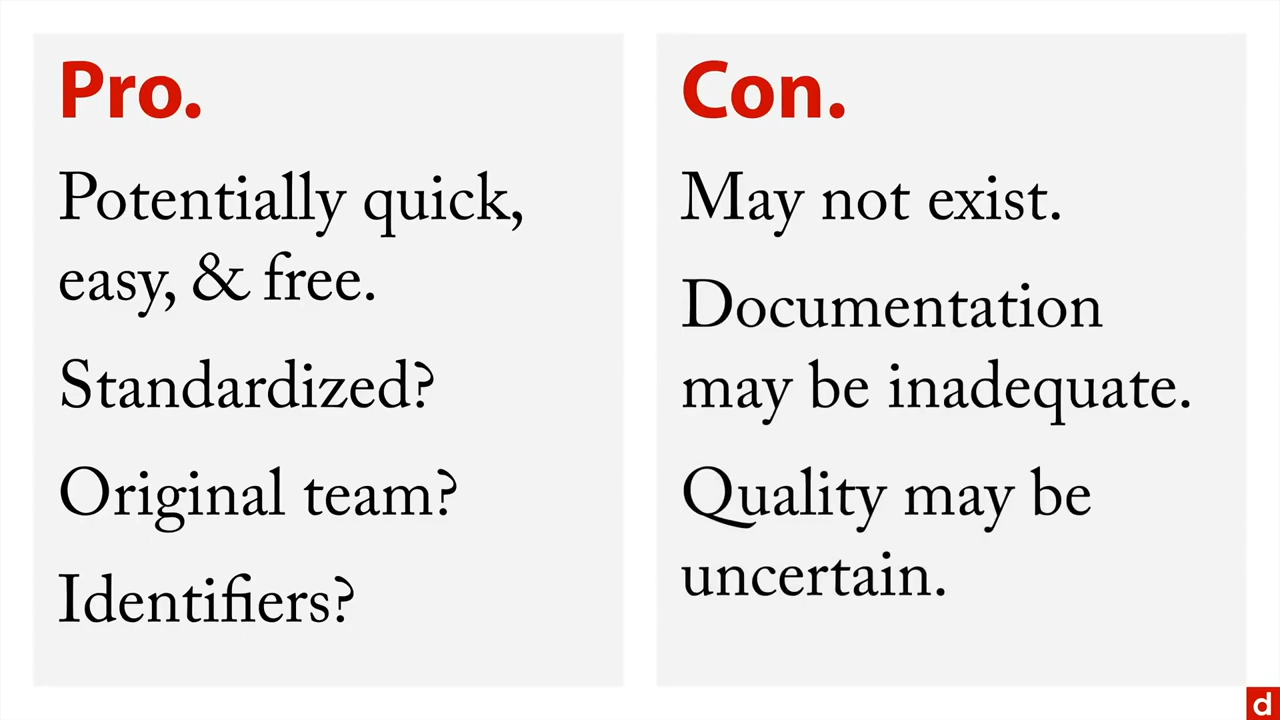 Pro.
Potentially quick,
easy, & free.
Standardized?
Original team?
Identifiers?
Con.
May not exist.
Documentation
may be inadequate.
Quality may be
uncertain.
d